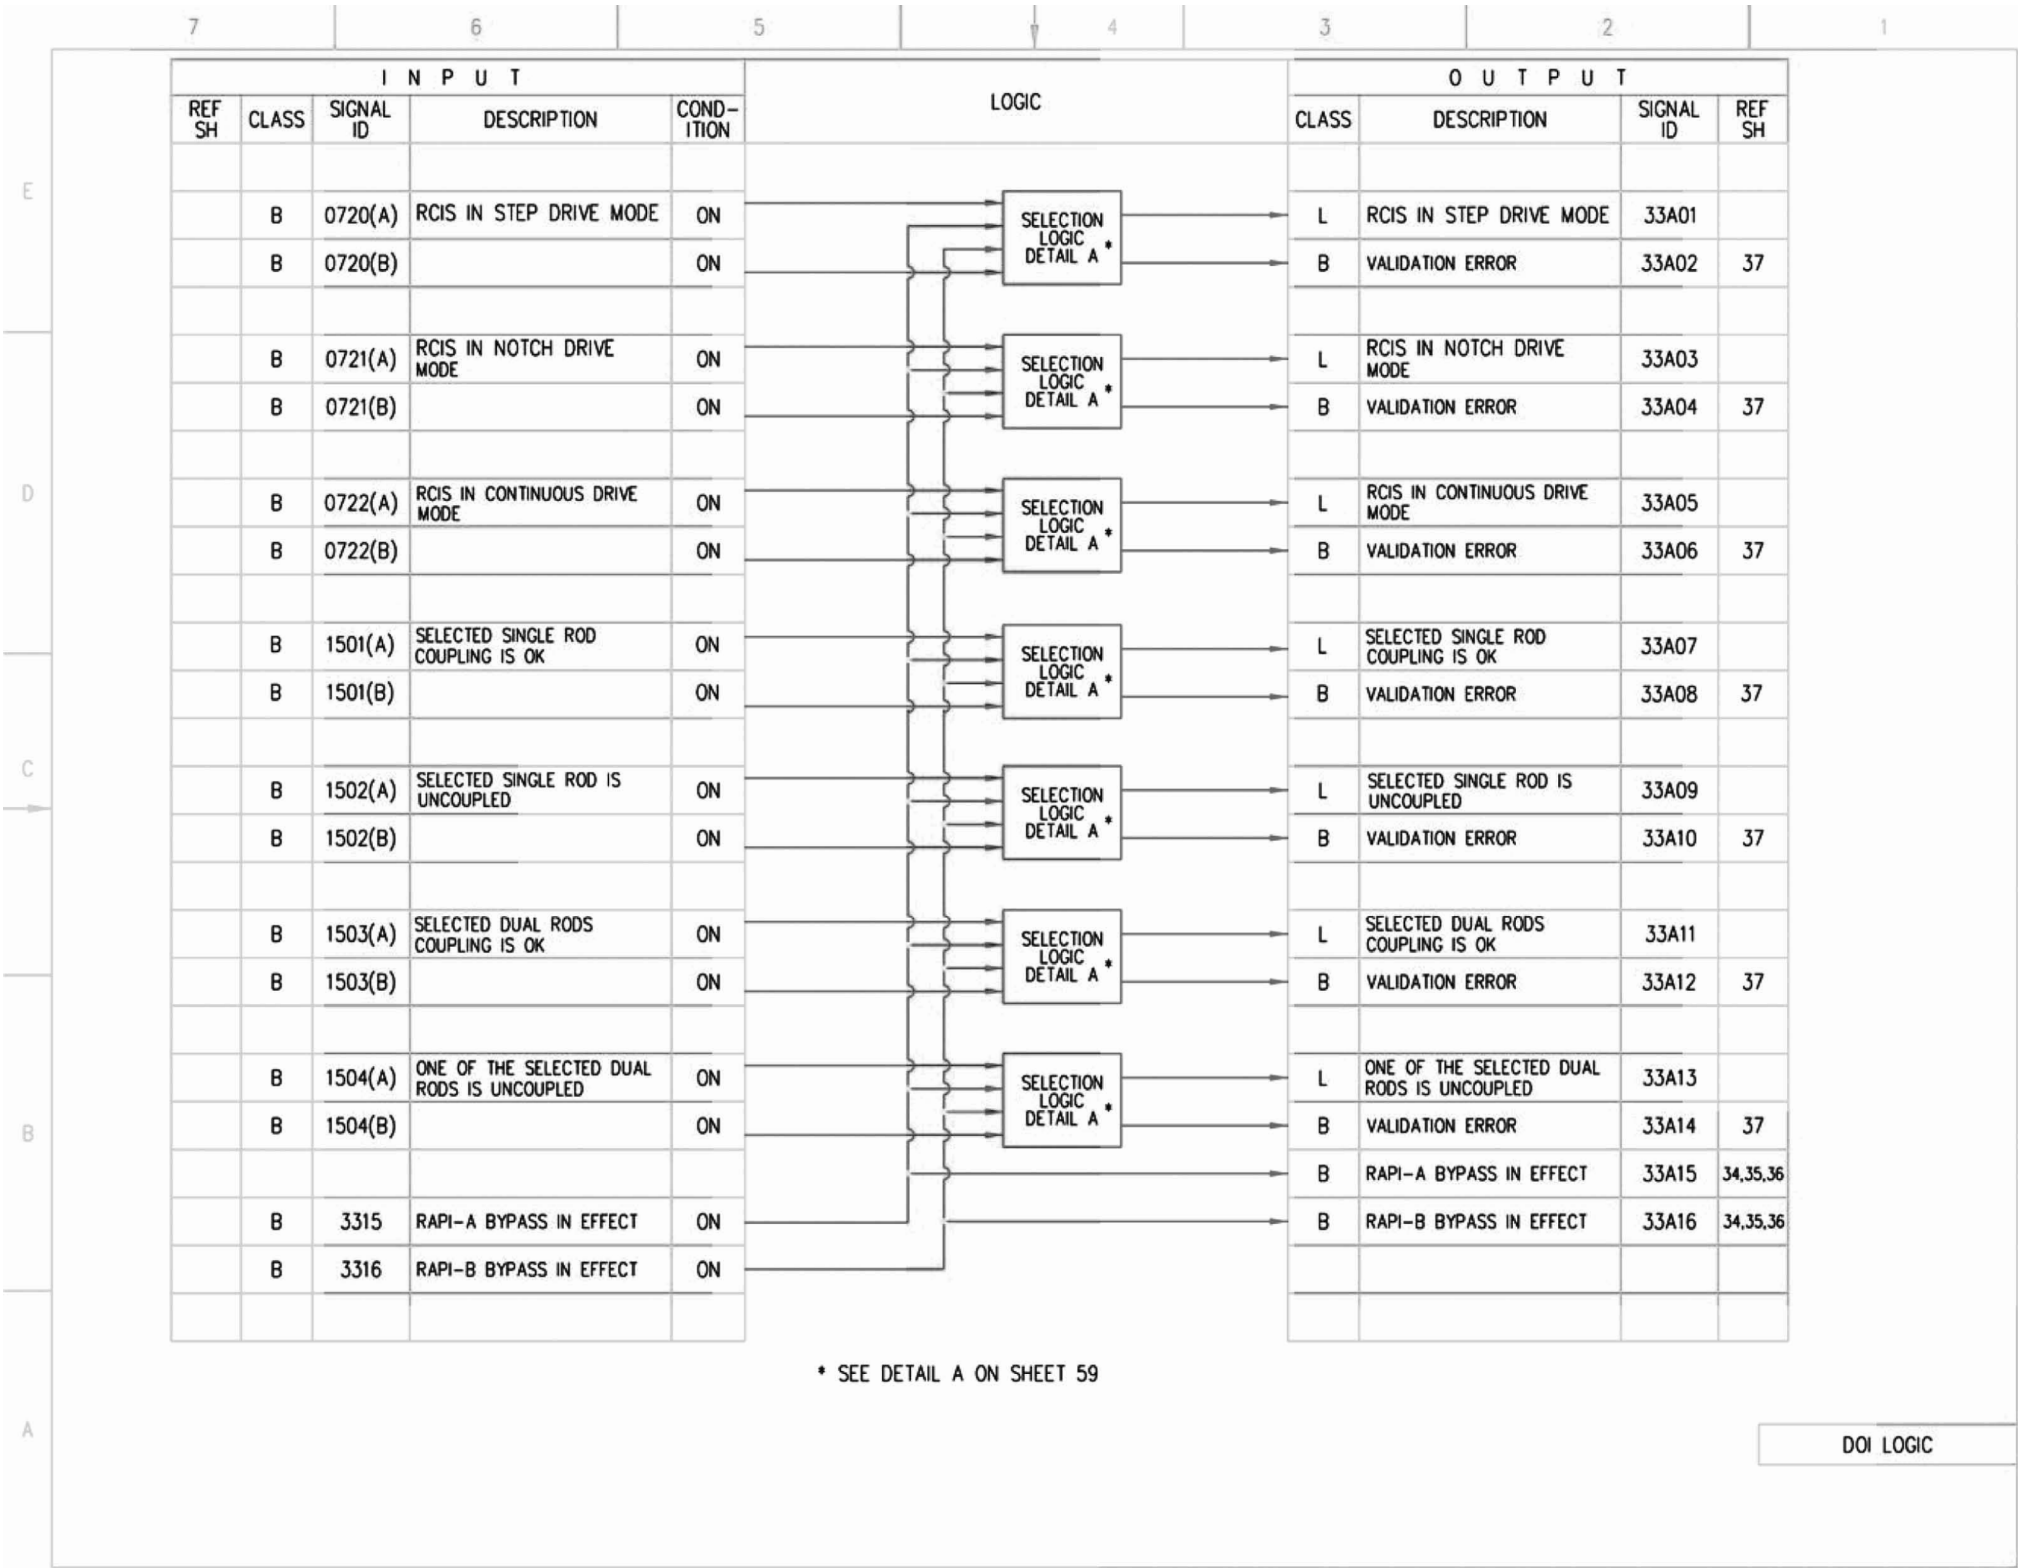 7 6 5 4 3 2 1
I N P U T
LOGIC
O U T P U T
REF SH CLASS SIGNAL ID DESCRIPTION COND-ITION
CLASS DESCRIPTION SIGNAL ID REF SH
E
B 0720(A) RCIS IN STEP DRIVE MODE ON
SELECTION
LOGIC
DETAIL A *
L RCIS IN STEP DRIVE MODE 33A01
B 0720(B) ON
B VALIDATION ERROR 33A02 37
B 0721(A) RCIS IN NOTCH DRIVE
MODE
ON
SELECTION
LOGIC
DETAIL A *
L RCIS IN NOTCH DRIVE
MODE
33A03
B 0721(B) ON
B VALIDATION ERROR 33A04 37
D
B 0722(A) RCIS IN CONTINUOUS DRIVE
MODE
ON
SELECTION
LOGIC
DETAIL A *
L RCIS IN CONTINUOUS DRIVE
MODE
33A05
B 0722(B) ON
B VALIDATION ERROR 33A06 37
B 1501(A) SELECTED SINGLE ROD
COUPLING IS OK
ON
SELECTION
LOGIC
DETAIL A *
L SELECTED SINGLE ROD
COUPLING IS OK
33A07
B 1501(B) ON
B VALIDATION ERROR 33A08 37
C
B 1502(A) SELECTED SINGLE ROD IS
UNCOUPLED
ON
SELECTION
LOGIC
DETAIL A *
L SELECTED SINGLE ROD IS
UNCOUPLED
33A09
B 1502(B) ON
B VALIDATION ERROR 33A10 37
B 1503(A) SELECTED DUAL RODS
COUPLING IS OK
ON
SELECTION
LOGIC
DETAIL A *
L SELECTED DUAL RODS
COUPLING IS OK
33A11
B 1503(B) ON
B VALIDATION ERROR 33A12 37
B 1504(A) ONE OF THE SELECTED DUAL
RODS IS UNCOUPLED
ON
SELECTION
LOGIC
DETAIL A *
L ONE OF THE SELECTED DUAL
RODS IS UNCOUPLED
33A13
B
B 1504(B) ON
B VALIDATION ERROR 33A14 37
B RAPI-A BYPASS IN EFFECT 33A15 34,35,36
B 3315 RAPI-A BYPASS IN EFFECT ON
B RAPI-B BYPASS IN EFFECT 33A16 34,35,36
B 3316 RAPI-B BYPASS IN EFFECT ON
* SEE DETAIL A ON SHEET 59
A
DOI LOGIC